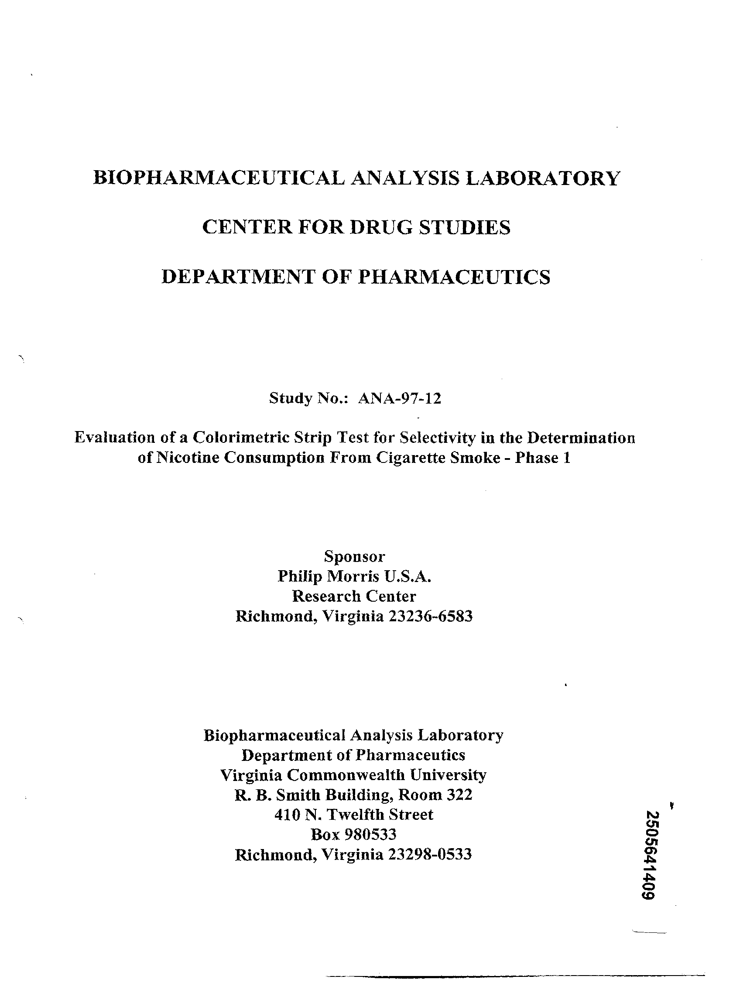 BIOPHARMACEUTICAL ANALYSIS LABORATORY
CENTER FOR DRUG STUDIES
DEPARTMENT OF PHARMACEUTICS
Study No.: ANA-97-12
Evaluation of a Colorimetric Strip Test for Selectivity in the Determination
of Nicotine Consumption From Cigarette Smoke - Phase 1
Sponsor
Philip Morris U.S.A.
Research Center
Richmond, Virginia 23236-6583
Biopharmaceutical Analysis Laboratory
Department of Pharmaceutics
Virginia Commonwealth University
R. B. Smith Building, Room 322
410 N. Twelfth Street
Box 980533
Richmond, Virginia 23298-0533
2505641409